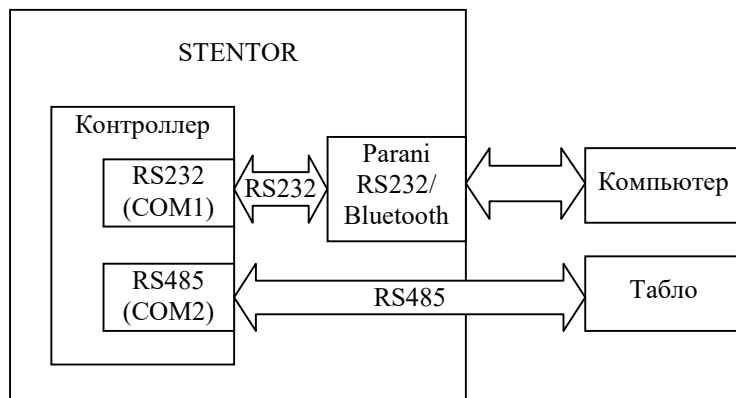 STENTOR
Контроллер
RS232
(COM1)
RS232
Parani
RS232/
Bluetooth
Компьютер
RS485
(COM2)
RS485
Табло